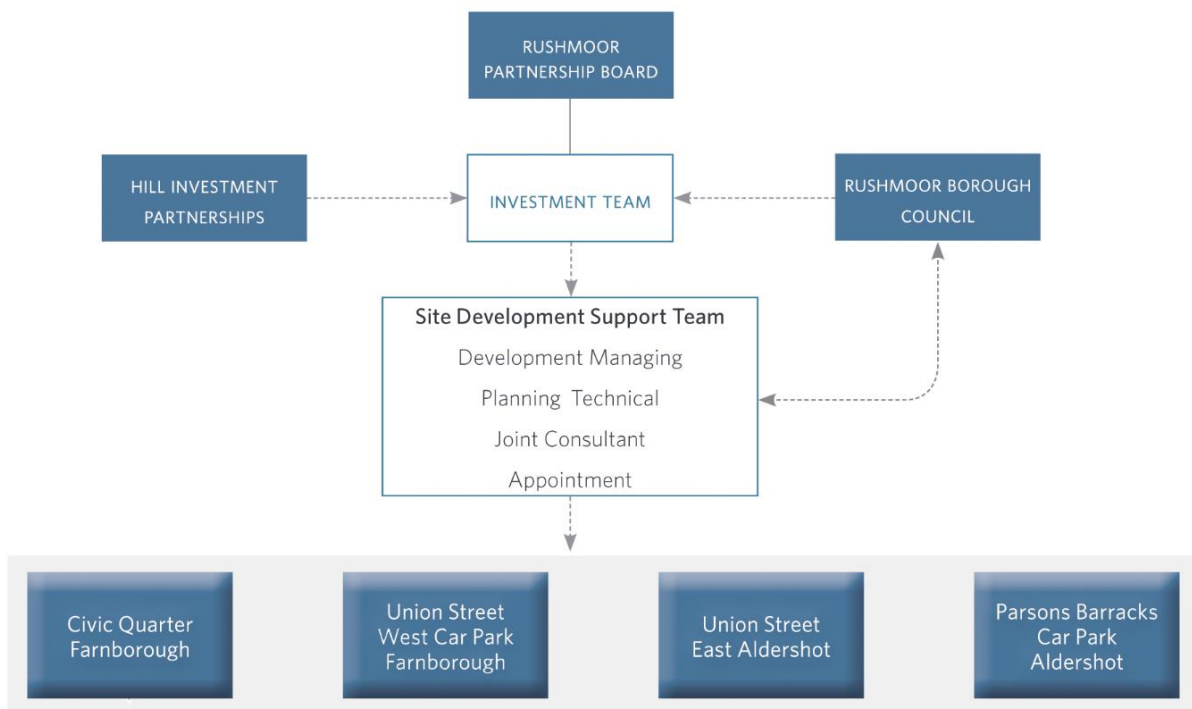 RUSHMOOR
PARTNERSHIP BOARD
HILL INVESTMENT
PARTNERSHIPS
INVESTMENT TEAM
RUSHMOOR BOROUGH
COUNCIL
Site Development Support Team
Development Managing
Planning Technical
Joint Consultant
Appointment
Civic Quarter
Farnborough
Union Street
West Car Park
Farnborough
Union Street
East Aldershot
Parsons Barracks
Car Park
Aldershot